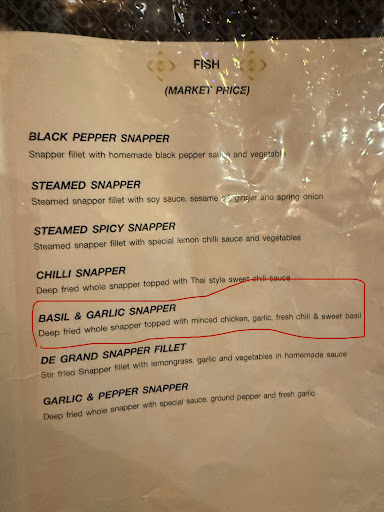 FISH
(MARKET PRICE)
BLACK PEPPER SNAPPER
Snapper fillet with homemade black pepper sauce and vegetable
STEAMED SNAPPER
Steamed snapper fillet with soy sauce, sesame oil, ginger and spring onion
STEAMED SPICY SNAPPER
Steamed snapper fillet with special lemon chilli sauce and vegetables
CHILLI SNAPPER
Deep fried whole snapper topped with Thai style sweet chili sauce
BASIL & GARLIC SNAPPER
Deep fried whole snapper topped with minced chicken, garlic, fresh chili & sweet basil
DE GRAND SNAPPER FILLET
Stir fried Snapper fillet with lemongrass, garlic and vegetables in homemade sauce
GARLIC & PEPPER SNAPPER
Deep fried whole snapper with special sauce, ground pepper and fresh garlic